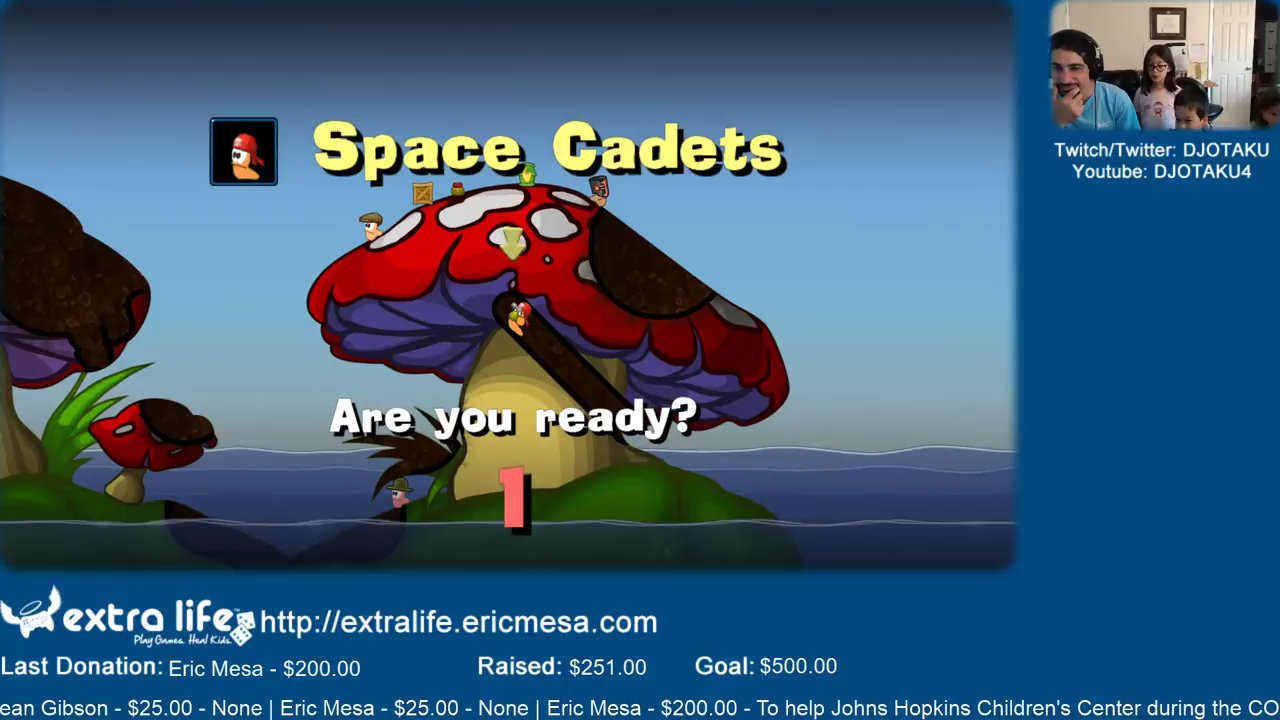 Space Cadets
Twitch/Twitter: DJOTAKU
Youtube: DJOTAKU4
Are you ready?
1
extra life
Play Games. Heal Kids.
http://extralife.ericmesa.com
Last Donation: Eric Mesa - $200.00 Raised: $251.00 Goal: $500.00
ean Gibson - $25.00 - None | Eric Mesa - $25.00 - None | Eric Mesa - $200.00 - To help Johns Hopkins Children's Center during the CO